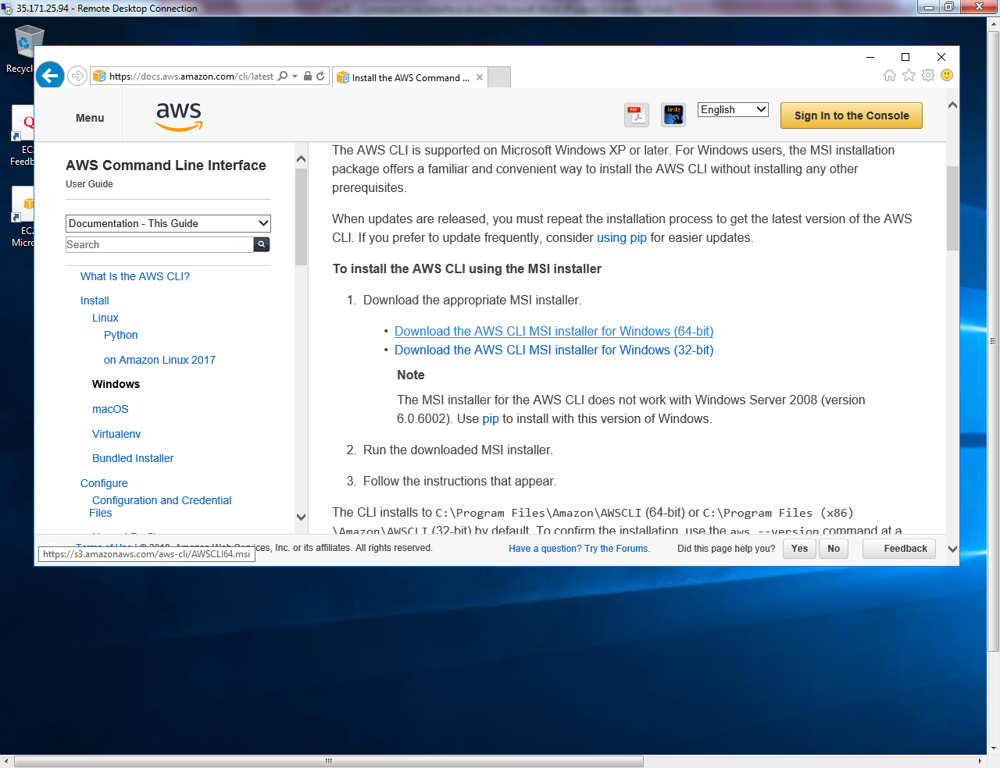 35.171.25.94 - Remote Desktop Connection
Recycl
https://docs.aws.amazon.com/cli/latest
Install the AWS Command ...
Menu
aws
PDF
kindle
English
Sign In to the Console
EC
Feedb
EC2
Micro
AWS Command Line Interface
User Guide
Documentation - This Guide
Search
What Is the AWS CLI?
Install
Linux
Python
on Amazon Linux 2017
Windows
macOS
Virtualenv
Bundled Installer
Configure
Configuration and Credential
Files
The AWS CLI is supported on Microsoft Windows XP or later. For Windows users, the MSI installation
package offers a familiar and convenient way to install the AWS CLI without installing any other
prerequisites.
When updates are released, you must repeat the installation process to get the latest version of the AWS
CLI. If you prefer to update frequently, consider using pip for easier updates.
To install the AWS CLI using the MSI installer
1. Download the appropriate MSI installer.
• Download the AWS CLI MSI installer for Windows (64-bit)
• Download the AWS CLI MSI installer for Windows (32-bit)
Note
The MSI installer for the AWS CLI does not work with Windows Server 2008 (version
6.0.6002). Use pip to install with this version of Windows.
2. Run the downloaded MSI installer.
3. Follow the instructions that appear.
The CLI installs to C:\Program Files\Amazon\AWSCLI (64-bit) or C:\Program Files (x86)
\Amazon\AWSCLI (32-bit) by default. To confirm the installation, use the aws --version command at a
Terms of Use | © 2018, Amazon Web Services, Inc. or its affiliates. All rights reserved.
Have a question? Try the Forums.
Did this page help you?
Yes
No
Feedback
https://s3.amazonaws.com/aws-cli/AWSCLI64.msi